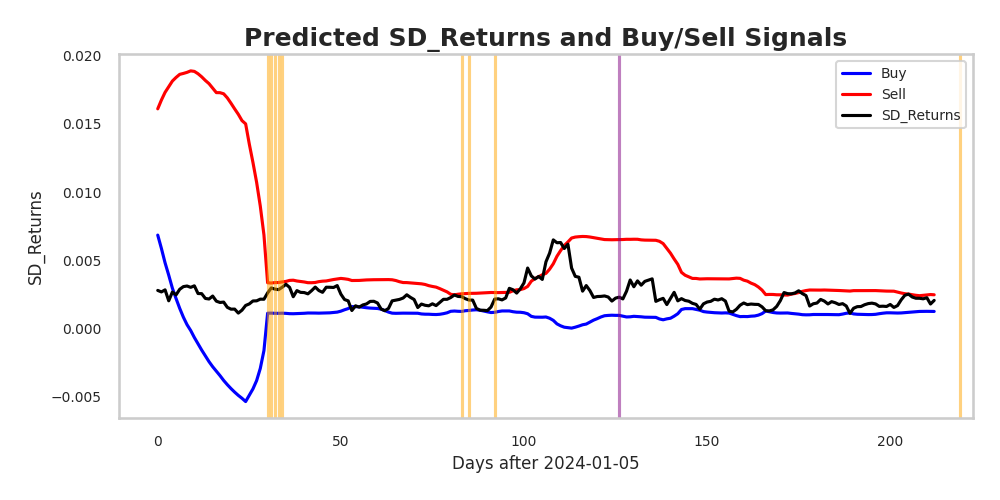 Predicted SD_Returns and Buy/Sell Signals
Buy
Sell
SD_Returns
SD_Returns
0.020
0.015
0.010
0.005
0.000
−0.005
0
50
100
150
200
Days after 2024-01-05